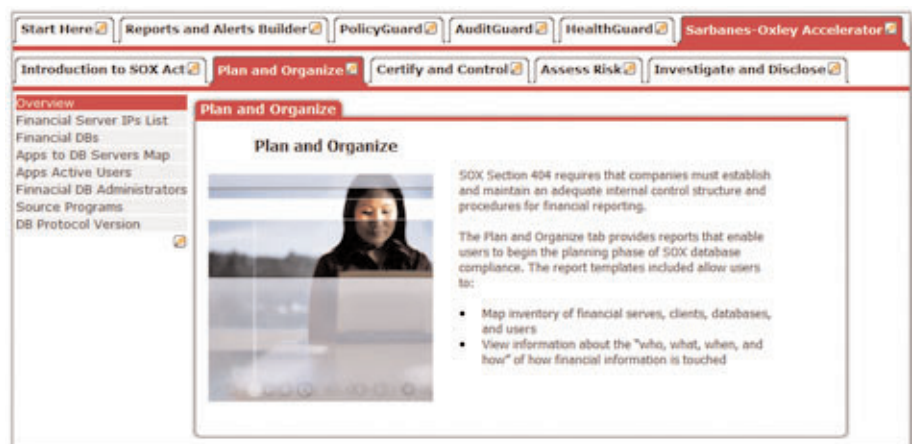 Start Here Reports and Alerts Builder PolicyGuard AuditGuard HealthGuard Sarbanes-Oxley Accelerator
Introduction to SOX Act Plan and Organize Certify and Control Assess Risk Investigate and Disclose
Overview
Financial Server IPs List
Financial DBs
Apps to DB Servers Map
Apps Active Users
Finnacial DB Administrators
Source Programs
DB Protocol Version
Plan and Organize
Plan and Organize
SOX Section 404 requires that companies must establish
and maintain an adequate internal control structure and
procedures for financial reporting.
The Plan and Organize tab provides reports that enable
users to begin the planning phase of SOX database
compliance. The report templates included allow users
to:
• Map inventory of financial serves, clients, databases,
and users
• View information about the "who, what, when, and
how" of how financial information is touched